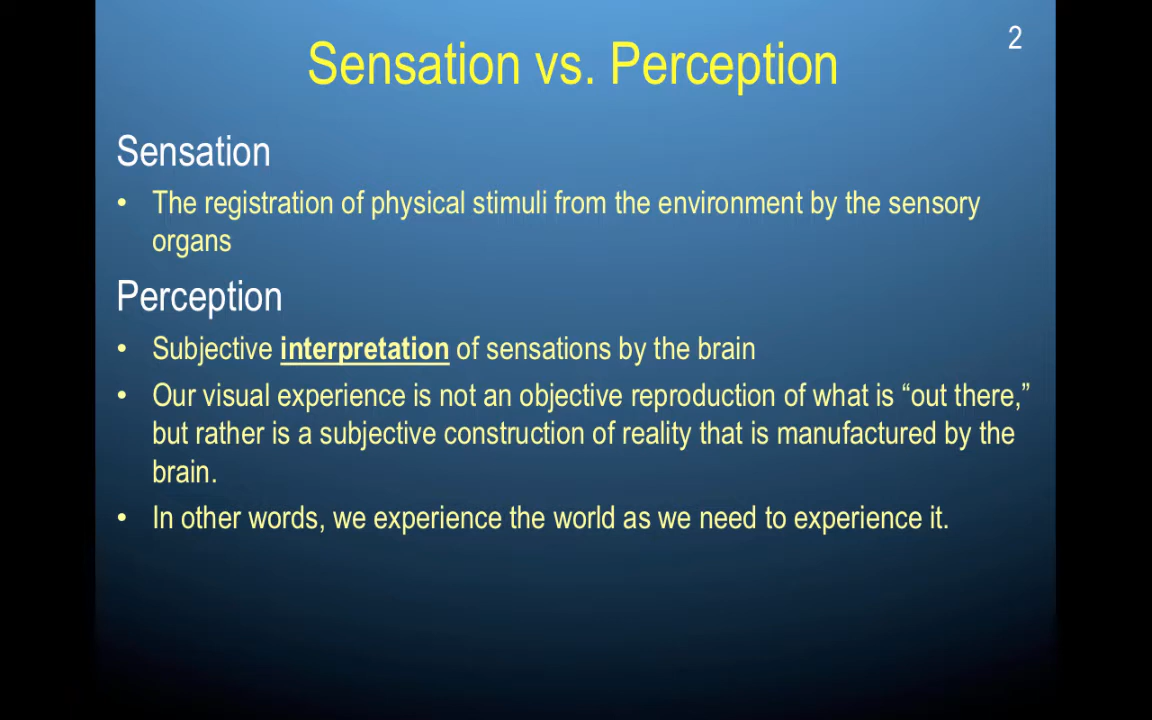 2
Sensation vs. Perception
Sensation
• The registration of physical stimuli from the environment by the sensory
organs
Perception
• Subjective interpretation of sensations by the brain
• Our visual experience is not an objective reproduction of what is “out there,”
but rather is a subjective construction of reality that is manufactured by the
brain.
• In other words, we experience the world as we need to experience it.